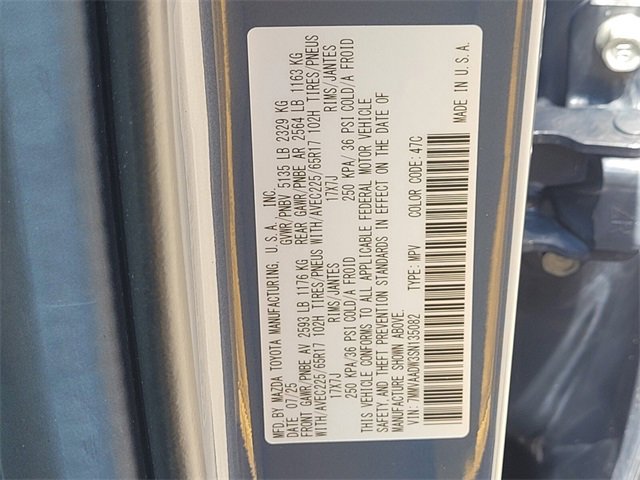 MFD. BY MAZDA TOYOTA MANUFACTURING, U.S.A. INC.
DATE 07/25 GVWR/PNBV 5135 LB 2329 KG
FRONT GAWR/PNBE AV 2593 LB 1176 KG REAR GAWR/PNBE AR 2564 LB 1163 KG
WITH/AVEC225/65R17 102H TIRES/PNEUS WITH/AVEC225/65R17 102H TIRES/PNEUS
17X7J RIMS/JANTES 17X7J RIMS/JANTES
250 KPA/36 PSI COLD/A FROID 250 KPA/ 36 PSI COLD/A FROID
THIS VEHICLE CONFORMS TO ALL APPLICABLE FEDERAL MOTOR VEHICLE
SAFETY AND THEFT PREVENTION STANDARDS IN EFFECT ON THE DATE OF
MANUFACTURE SHOWN ABOVE.
VIN: 7MMVAADW3SN135082 TYPE: MPV COLOR CODE: 47C
MADE IN U.S.A.